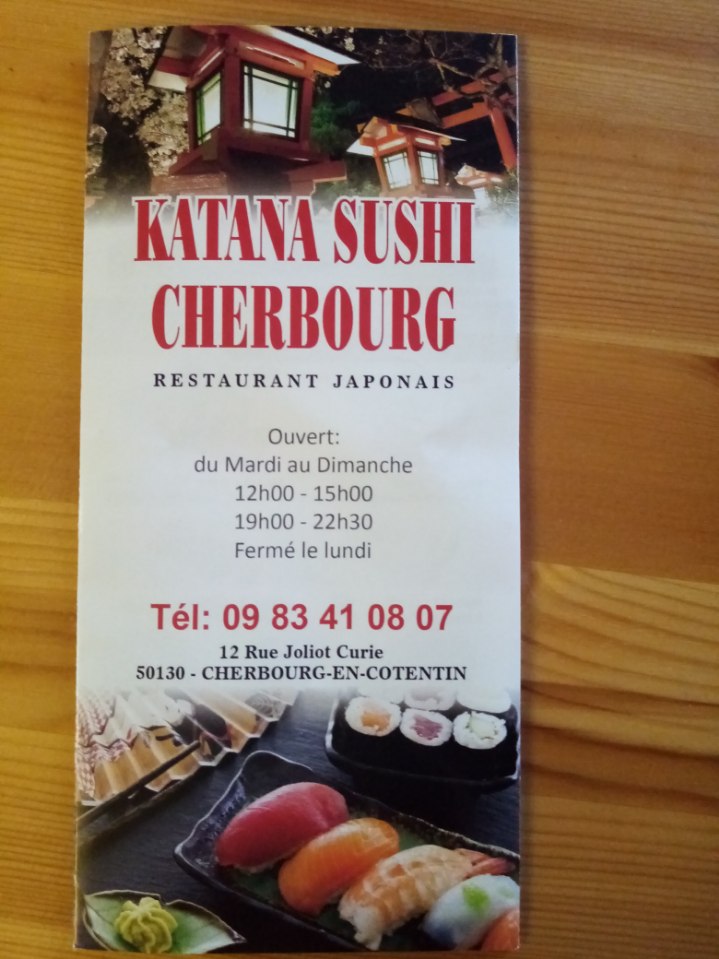 KATANA SUSHI
CHERBOURG
RESTAURANT JAPONAIS
Ouvert:
du Mardi au Dimanche
12h00 - 15h00
19h00 - 22h30
Fermé le lundi
Tél: 09 83 41 08 07
12 Rue Joliot Curie
50130 - CHERBOURG-EN-COTENTIN